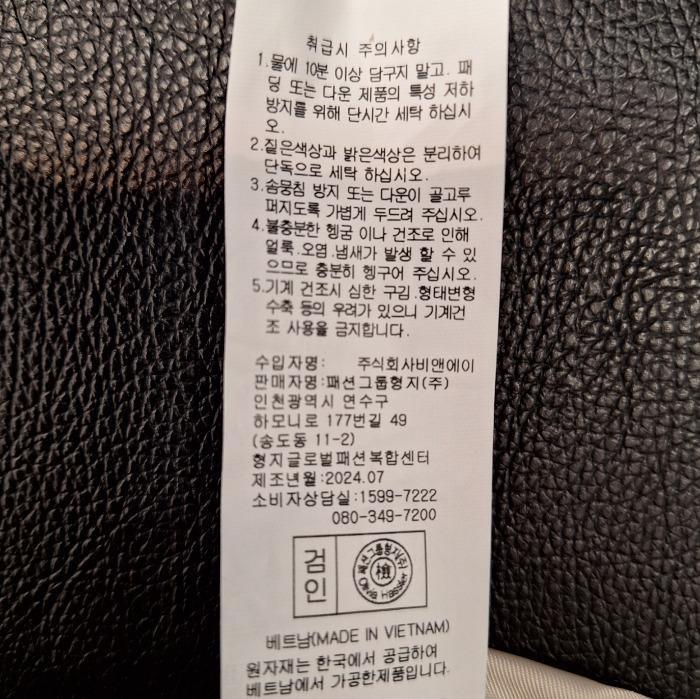 취급시 주의사항
1.물에 10분 이상 담구지 말고. 패
딩 또는 다운 제품의 특성 저하
방지를 위해 단시간 세탁 하십시
오.
2.짙은색상과 밝은색상은 분리하여
단독으로 세탁 하십시오.
3.솜뭉침 방지 또는 다운이 골고루
퍼지도록 가볍게 두드려 주십시오.
4.불충분한 헹굼 이나 건조로 인해
얼룩.오염.냄새가 발생 할 수 있
으므로 충분히 헹구어 주십시오.
5.기계 건조시 심한 구김.형태변형
수축 등의 우려가 있으니 기계건
조 사용을 금지합니다.
수입자명: 주식회사비앤에이
판매자명:패션그룹형지(주)
인천광역시 연수구
하모니로 177번길 49
(송도동 11-2)
형지글로벌패션복합센터
제조년월:2024.07
소비자상담실:1599-7222
080-349-7200
검인
패션그룹형지(주)
檢
Olivia Hassler
베트남(MADE IN VIETNAM)
원자재는 한국에서 공급하여
베트남에서 가공한제품입니다.